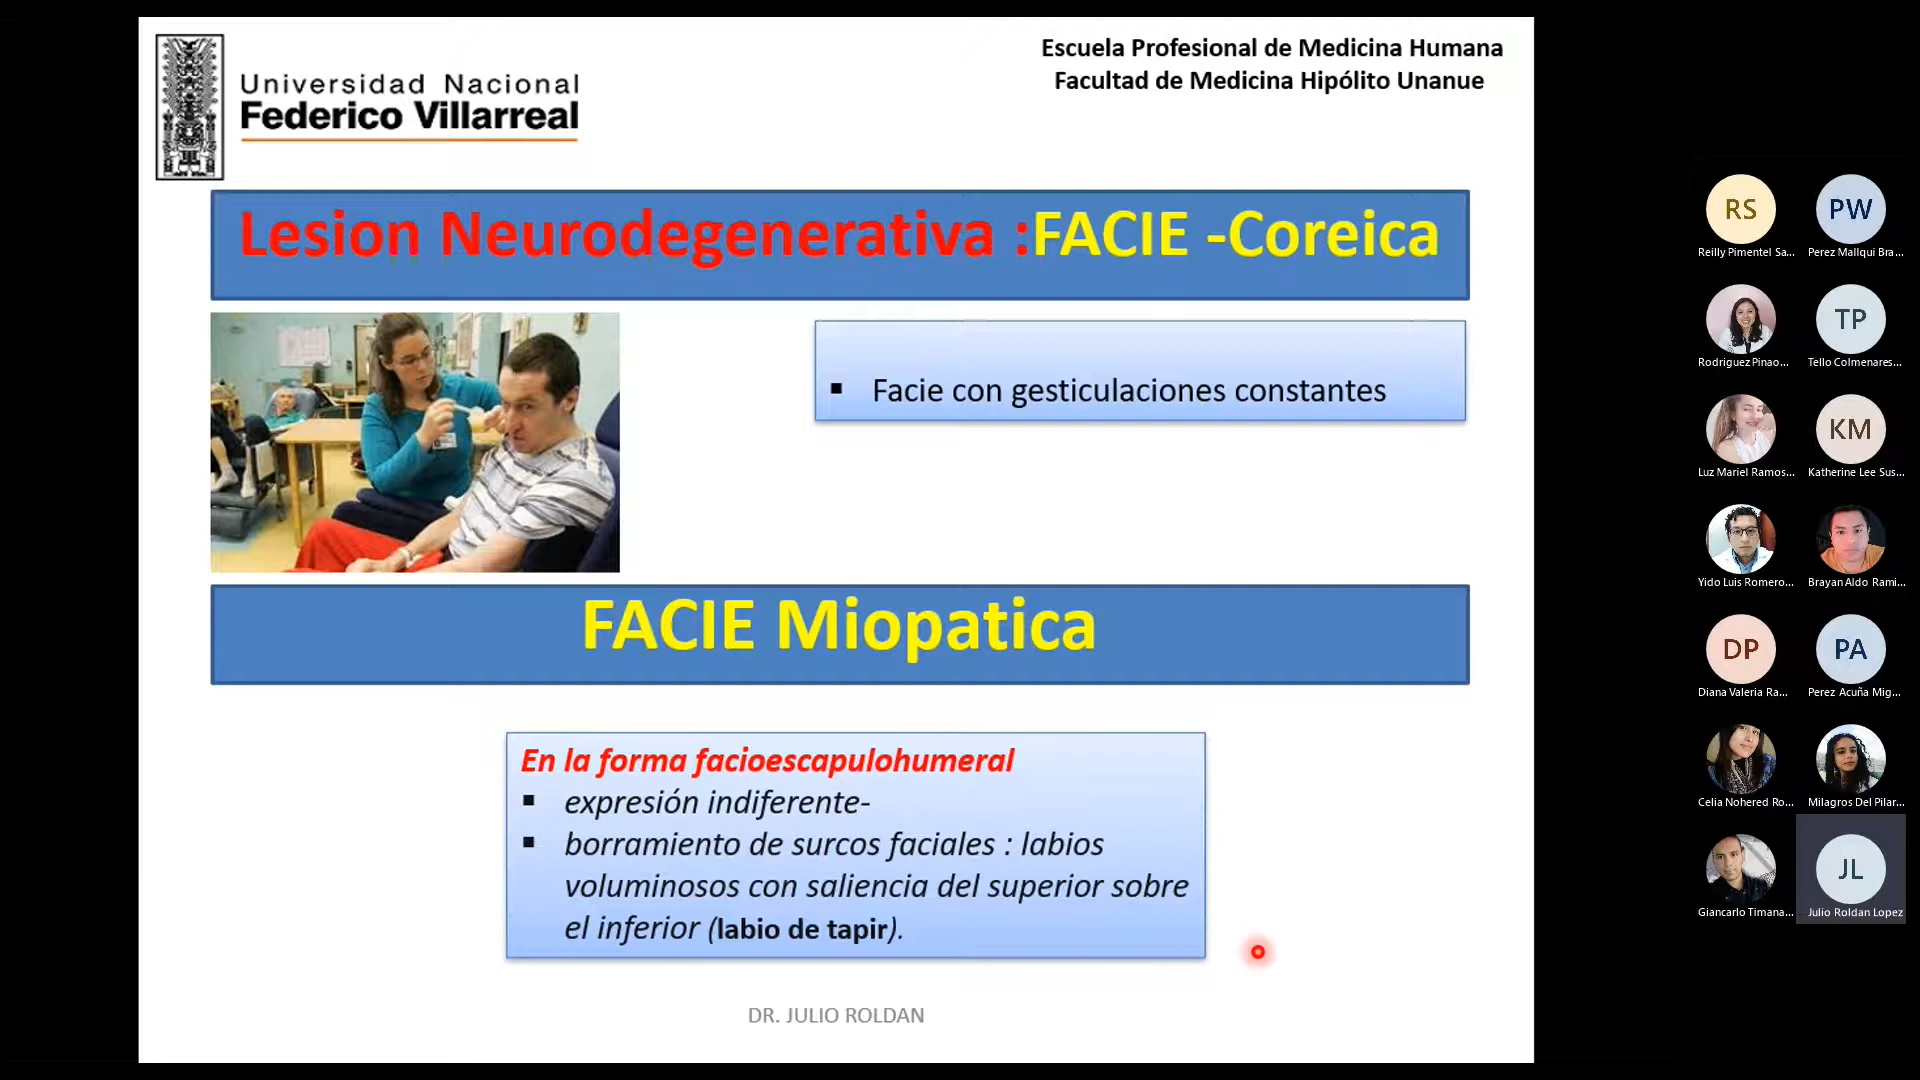 Universidad Nacional
Federico Villarreal
Escuela Profesional de Medicina Humana
Facultad de Medicina Hipólito Unanue
Lesion Neurodegenerativa :FACIE -Coreica
▪ Facie con gesticulaciones constantes
FACIE Miopatica
En la forma facioescapulohumeral
▪ expresión indiferente-
▪ borramiento de surcos faciales : labios
voluminosos con saliencia del superior sobre
el inferior (labio de tapir).
DR. JULIO ROLDAN
RS
PW
Reilly Pimentel Sa...
Perez Mallqui Bra...
TP
Rodriguez Pinao...
Tello Colmenares...
KM
Luz Mariel Ramos...
Katherine Lee Sus...
Yido Luis Romero...
Brayan Aldo Rami...
DP
PA
Diana Valeria Ra...
Perez Acuña Mig...
Celia Nohered Ro...
Milagros Del Pilar...
JL
Giancarlo Timana...
Julio Roldan Lopez